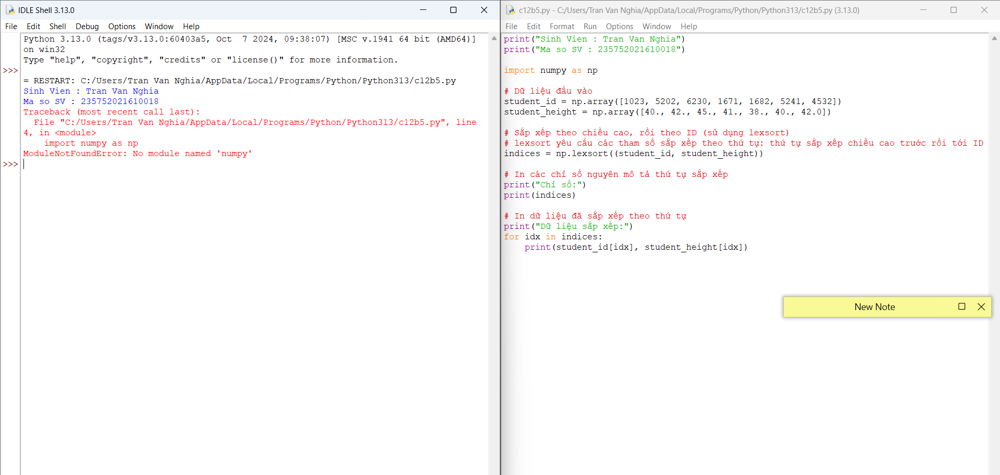 IDLE Shell 3.13.0
File Edit Shell Debug Options Window Help
Python 3.13.0 (tags/v3.13.0:60403a5, Oct  7 2024, 09:38:07) [MSC v.1941 64 bit (AMD64)]
on win32
Type "help", "copyright", "credits" or "license()" for more information.
>>>
= RESTART: C:/Users/Tran Van Nghia/AppData/Local/Programs/Python/Python313/c12b5.py
Sinh Vien : Tran Van Nghia
Ma so SV : 235752021610018
Traceback (most recent call last):
  File "C:/Users/Tran Van Nghia/AppData/Local/Programs/Python/Python313/c12b5.py", line
4, in <module>
    import numpy as np
ModuleNotFoundError: No module named 'numpy'
>>>
c12b5.py - C:/Users/Tran Van Nghia/AppData/Local/Programs/Python/Python313/c12b5.py (3.13.0)
File Edit Format Run Options Window Help
print("Sinh Vien : Tran Van Nghia")
print("Ma so SV : 235752021610018")
import numpy as np
# Dữ liệu đầu vào
student_id = np.array([1023, 5202, 6230, 1671, 1682, 5241, 4532])
student_height = np.array([40., 42., 45., 41., 38., 40., 42.0])
# Sắp xếp theo chiều cao, rồi theo ID (sử dụng lexsort)
# lexsort yêu cầu các tham số sắp xếp theo thứ tự: thứ tự sắp xếp chiều cao trước rồi tới ID
indices = np.lexsort((student_id, student_height))
# In các chỉ số nguyên mô tả thứ tự sắp xếp
print("Chỉ số:")
print(indices)
# In dữ liệu đã sắp xếp theo thứ tự
print("Dữ liệu sắp xếp:")
for idx in indices:
    print(student_id[idx], student_height[idx])
New Note